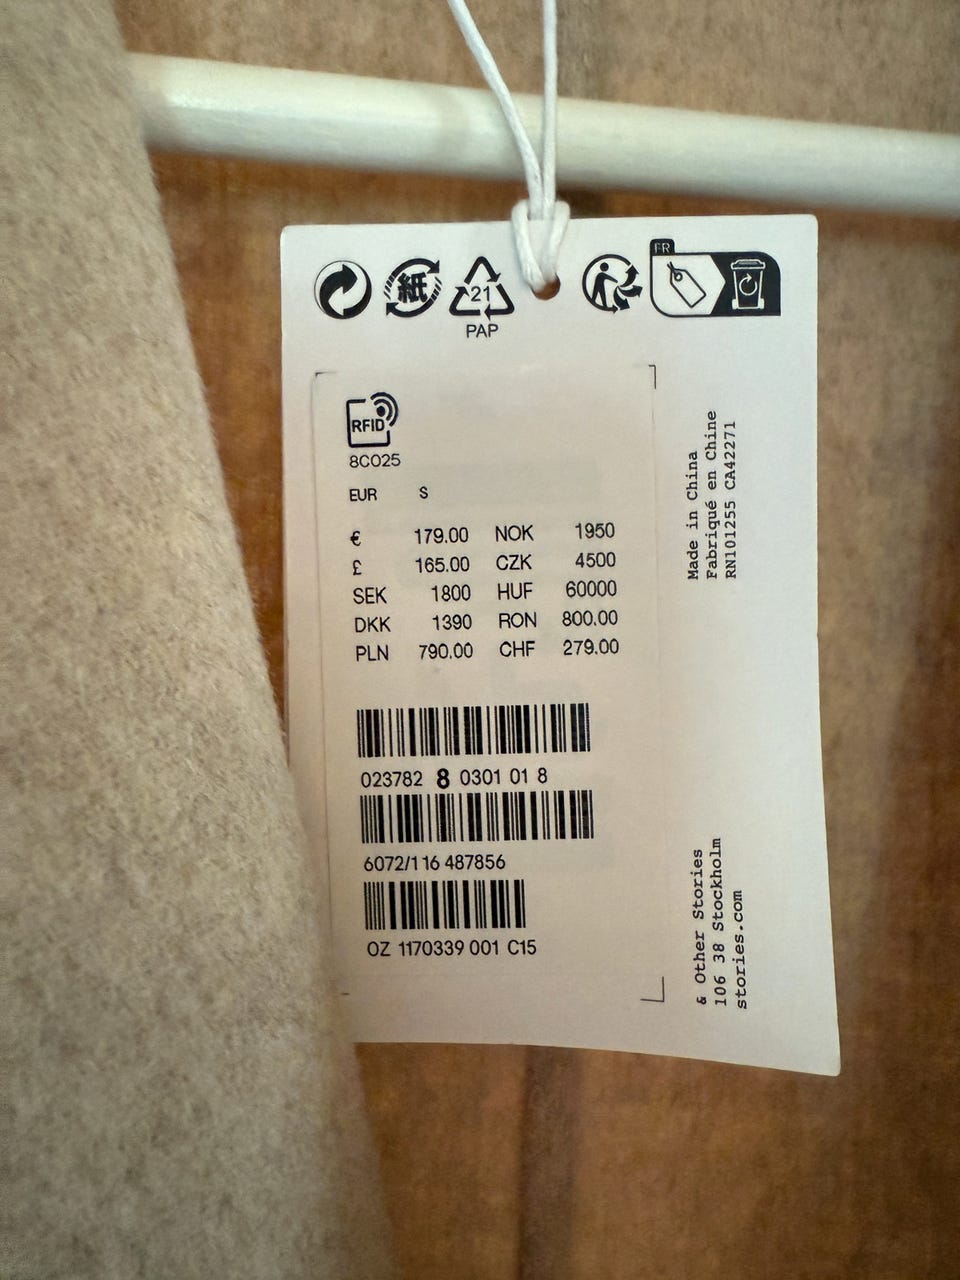 紙
21
PAP
FR
RFID
8C025
EUR S
€ 179.00 NOK 1950
£ 165.00 CZK 4500
SEK 1800 HUF 60000
DKK 1390 RON 800.00
PLN 790.00 CHF 279.00
023782 8 0301 01 8
6072/116 487856
OZ 1170339 001 C15
Made in China
Fabriqué en Chine
RN101255 CA42271
& Other Stories
106 38 Stockholm
stories.com